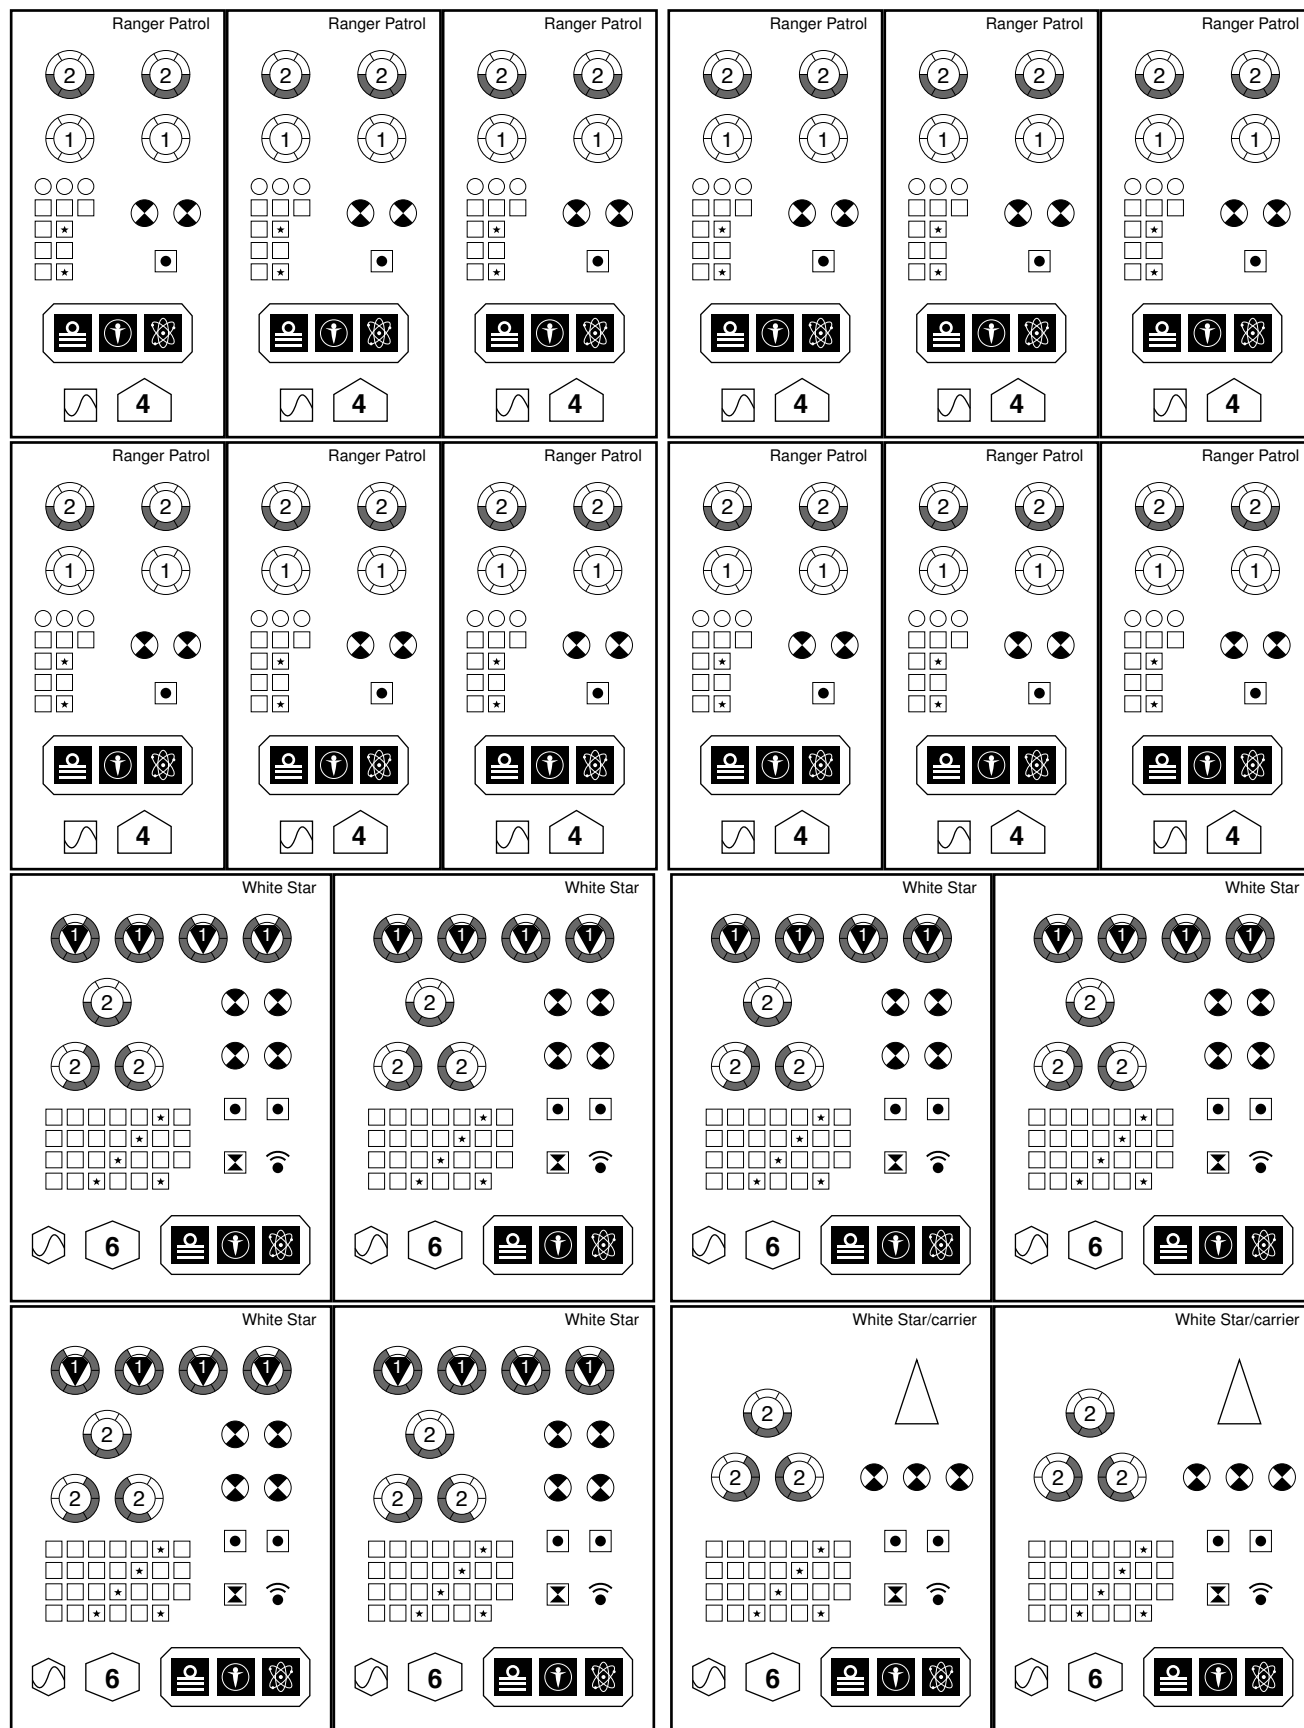 Ranger Patrol Ranger Patrol Ranger Patrol Ranger Patrol Ranger Patrol Ranger Patrol
2 2 2 2 2 2 2 2 2 2 2 2
1 1 1 1 1 1 1 1 1 1 1 1
4 4 4 4 4 4
Ranger Patrol Ranger Patrol Ranger Patrol Ranger Patrol Ranger Patrol Ranger Patrol
2 2 2 2 2 2 2 2 2 2 2 2
1 1 1 1 1 1 1 1 1 1 1 1
4 4 4 4 4 4
White Star White Star White Star White Star
1 1 1 1 1 1 1 1 1 1 1 1 1 1 1 1
2 2 2 2
2 2 2 2 2 2 2 2
6 6 6 6
White Star White Star White Star/carrier White Star/carrier
1 1 1 1 1 1 1 1
2 2 2 2
2 2 2 2 2 2 2 2
6 6 6 6